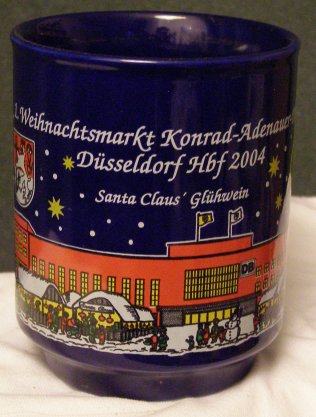 1. Weihnachtsmarkt Konrad-Adenauer-
Düsseldorf Hbf 2004
Santa Claus´ Glühwein
DB